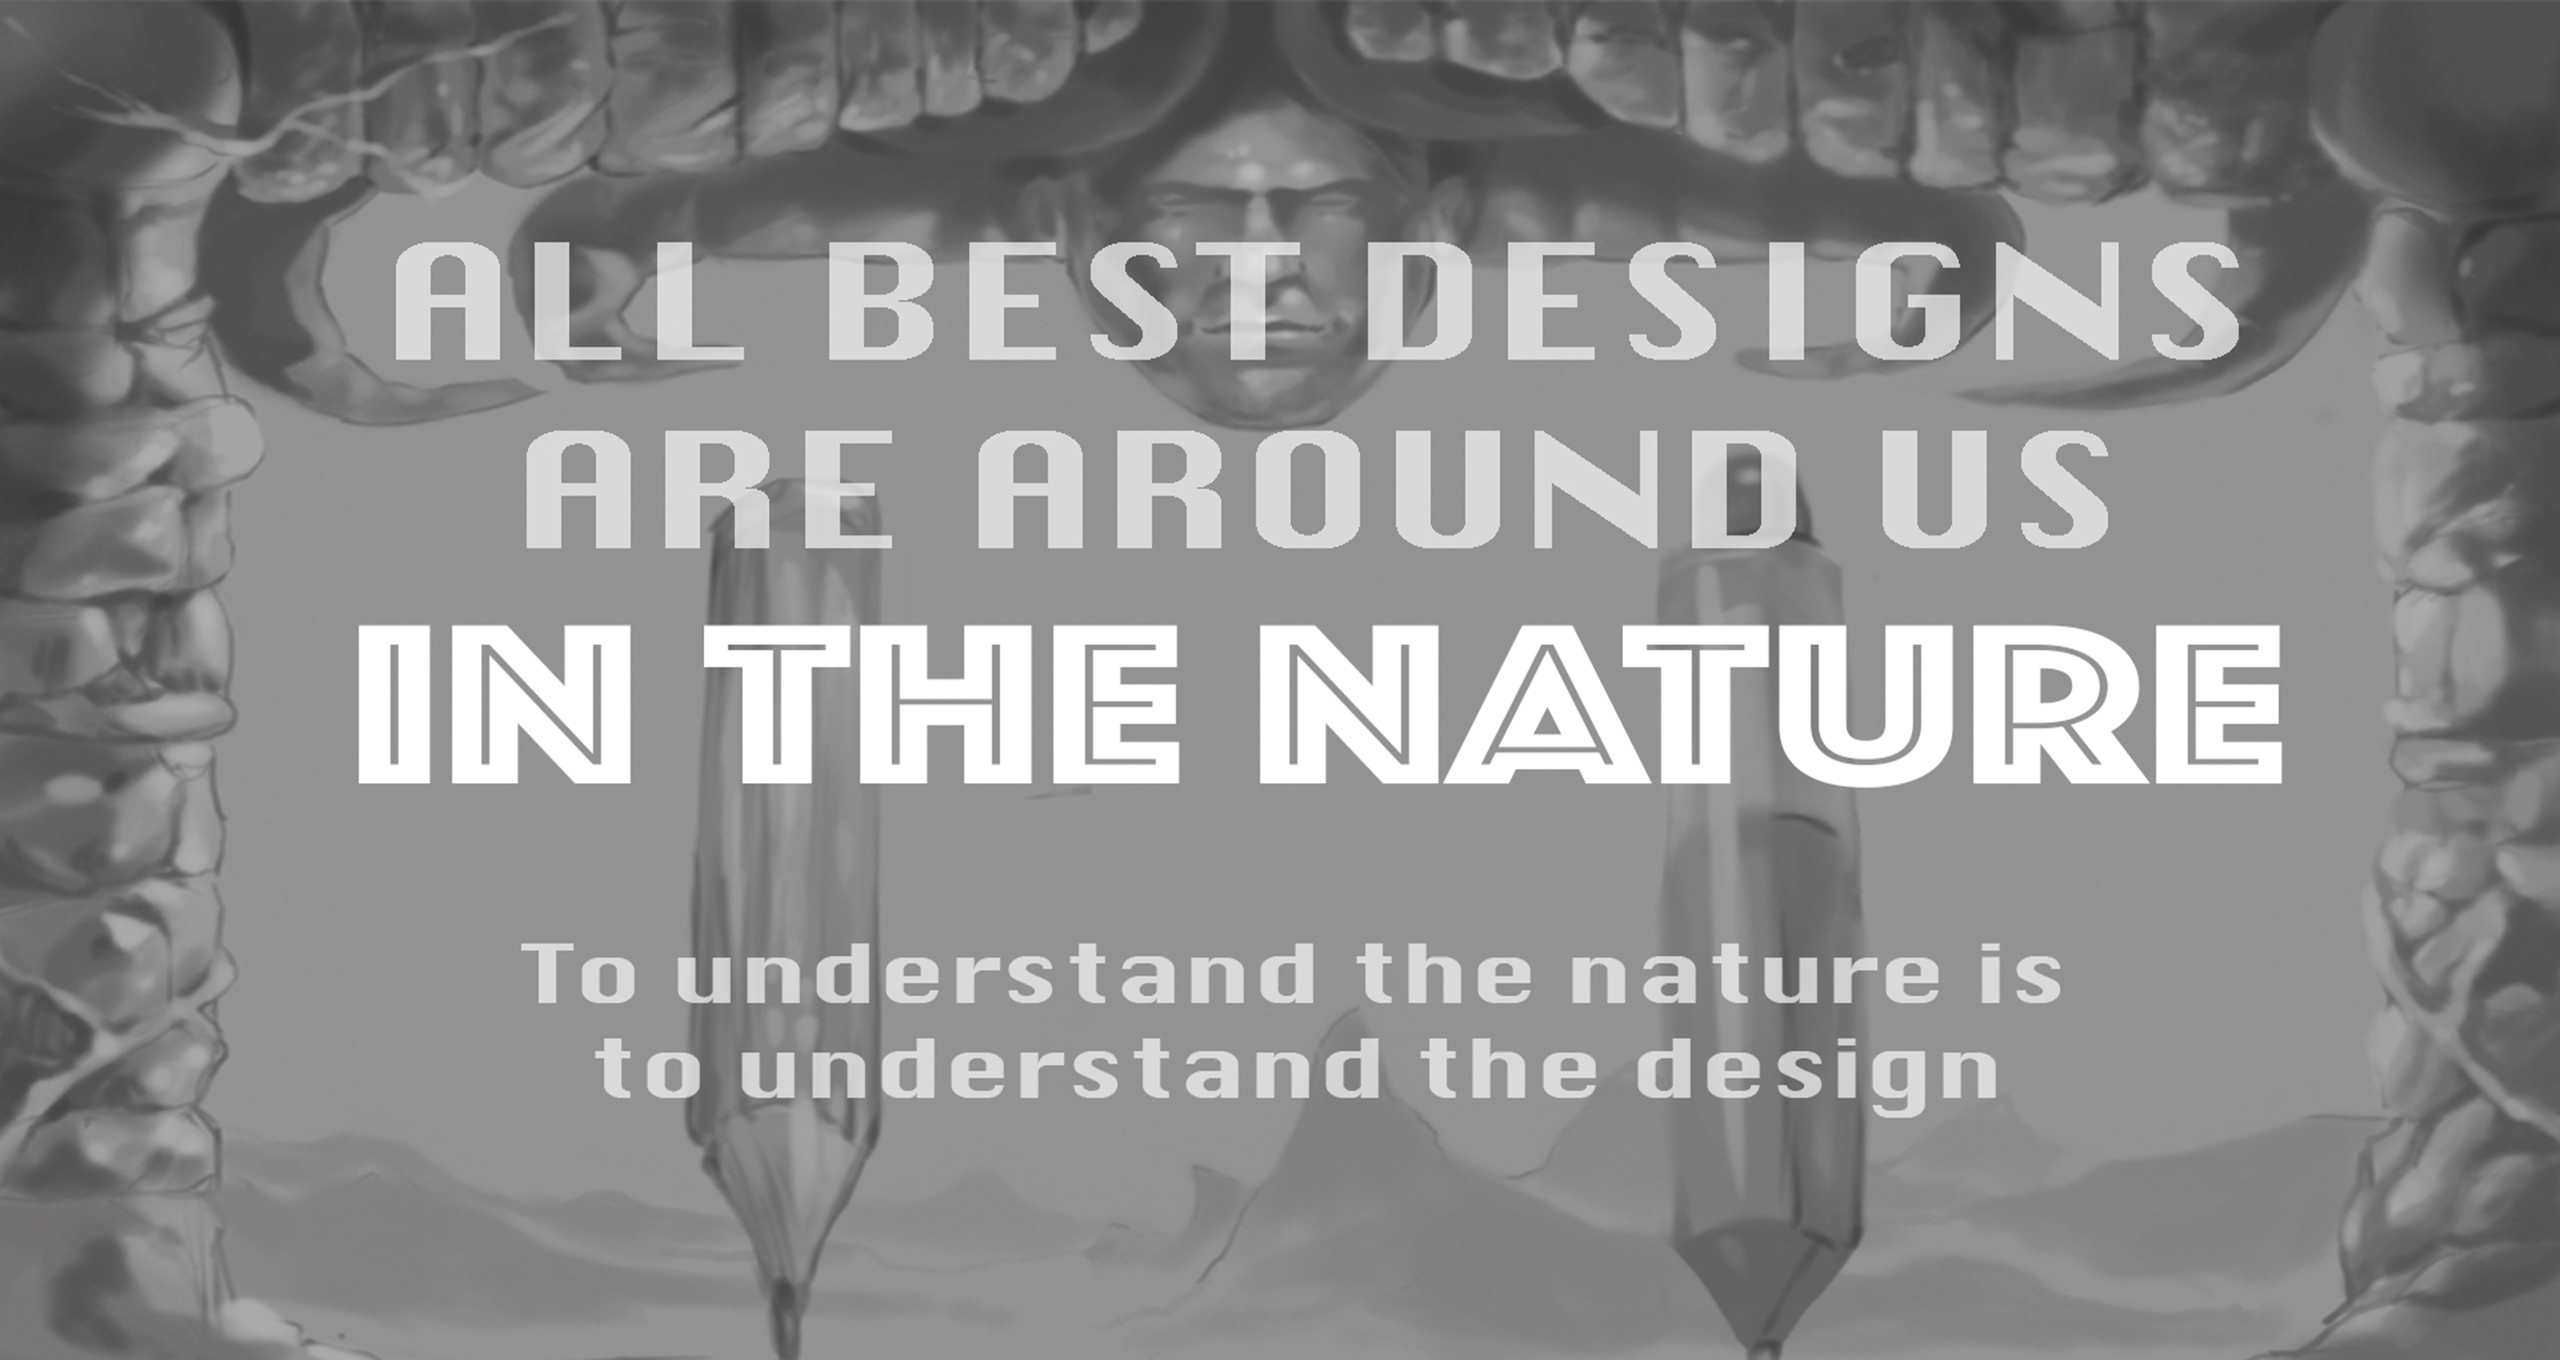 ALL BEST DESIGNS
ARE AROUND US
IN THE NATURE
To understand the nature is
to understand the design